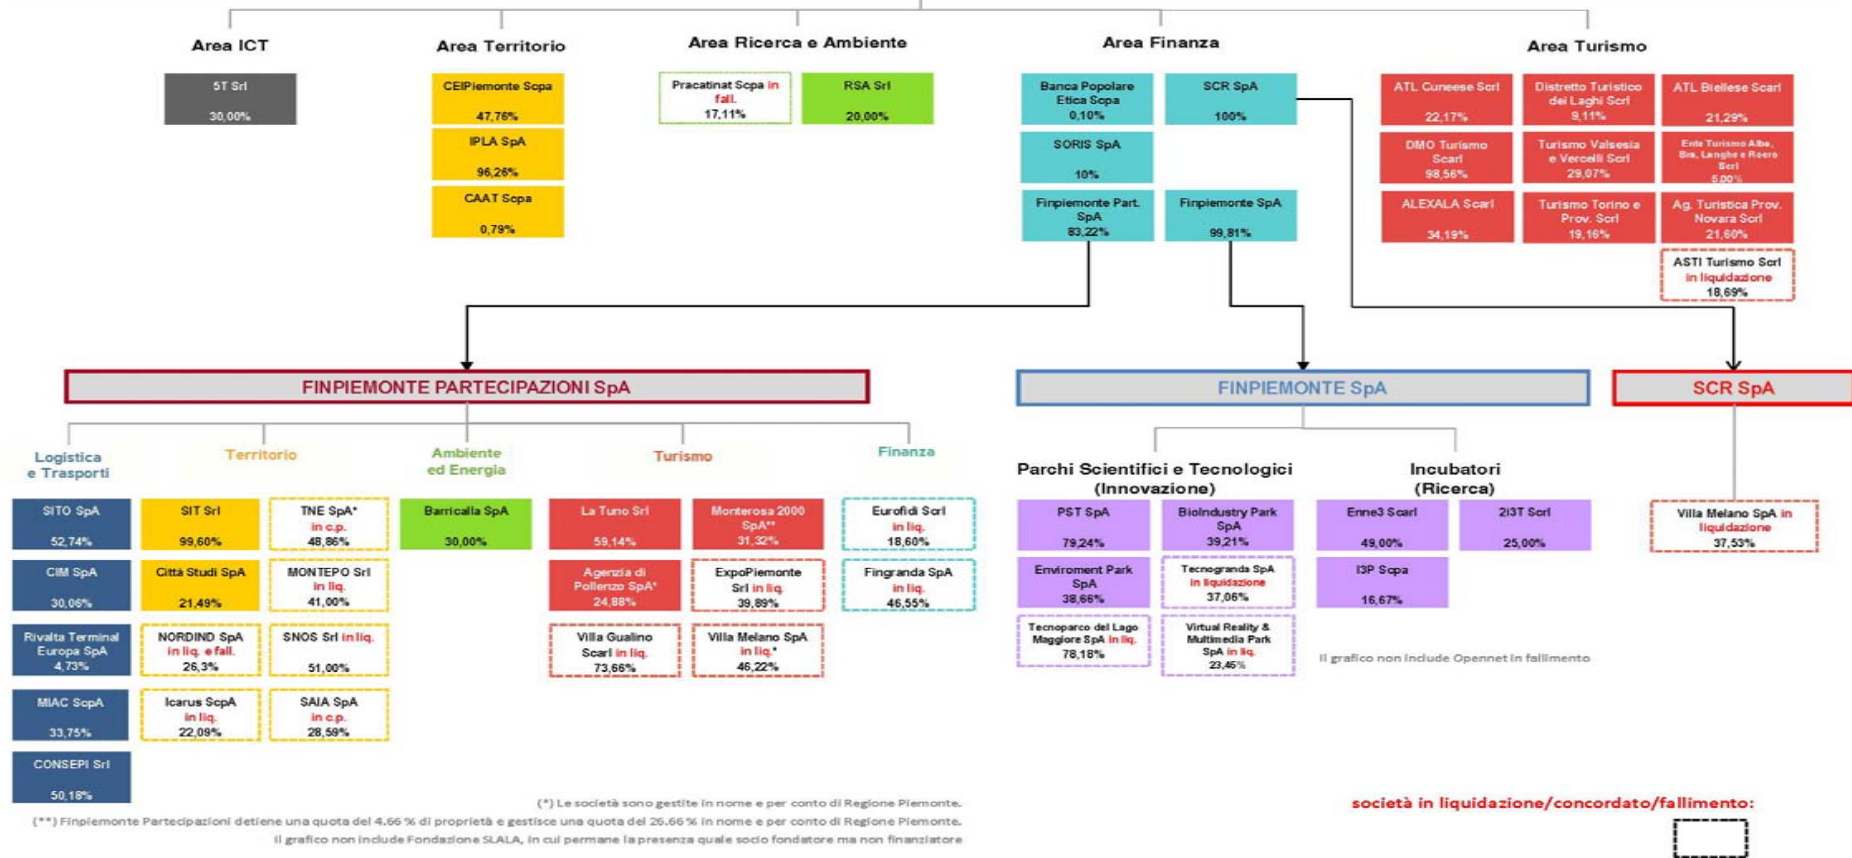 Area ICT
5T Srl
30,00%
Area Territorio
CEIPiemonte Scpa
47,76%
IPLA SpA
96,26%
CAAT Scpa
0,79%
Area Ricerca e Ambiente
Pracatinat Scpa in
fall.
17,11%
RSA Srl
20,00%
Area Finanza
Banca Popolare
Etica Scpa
0,10%
SCR SpA
100%
SORIS SpA
10%
Finpiemonte Part.
SpA
83,22%
Finpiemonte SpA
99,81%
Area Turismo
ATL Cuneese Scrl
22,17%
Distretto Turistico
dei Laghi Scrl
9,11%
ATL Biellese Scarl
21,29%
DMO Turismo
Scarl
98,56%
Turismo Valsesia
e Vercelli Scrl
29,07%
Ente Turismo Alba,
Bra, Langhe e Roero
Scrl
5,00%
ALEXALA Scarl
34,19%
Turismo Torino e
Prov. Scrl
19,16%
Ag. Turistica Prov.
Novara Scrl
21,60%
ASTI Turismo Scrl
in liquidazione
18,69%
FINPIEMONTE PARTECIPAZIONI SpA
Logistica
e Trasporti
SITO SpA
52,74%
CIM SpA
30,06%
Rivalta Terminal
Europa SpA
4,73%
MIAC ScpA
33,75%
CONSEPI Srl
50,18%
Territorio
SIT Srl
99,60%
TNE SpA*
in c.p.
48,86%
Città Studi SpA
21,49%
MONTEPO Srl
in liq.
41,00%
NORDIND SpA
in liq. e fall.
26,3%
SNOS Srl in liq.
51,00%
Icarus ScpA
in liq.
22,09%
SAIA SpA
in c.p.
28,59%
Ambiente
ed Energia
Barricalla SpA
30,00%
Turismo
La Tuno Srl
59,14%
Monterosa 2000
SpA**
31,32%
Agenzia di
Pollenzo SpA*
24,88%
ExpoPiemonte
Srl in liq.
39,89%
Villa Gualino
Scarl in liq.
73,66%
Villa Melano SpA
in liq.*
46,22%
Finanza
Eurofidi Scrl
in liq.
18,60%
Fingranda SpA
in liq.
46,55%
FINPIEMONTE SpA
Parchi Scientifici e Tecnologici
(Innovazione)
PST SpA
79,24%
BioIndustry Park
SpA
39,21%
Enviroment Park
SpA
38,66%
Tecnogranda SpA
in liquidazione
37,06%
Tecnoparco del Lago
Maggiore SpA in liq.
78,18%
Virtual Reality &
Multimedia Park
SpA in liq.
23,45%
Incubatori
(Ricerca)
Enne3 Scarl
49,00%
2i3T Scrl
25,00%
I3P Scpa
16,67%
Il grafico non include Opennet in fallimento
SCR SpA
Villa Melano SpA in
liquidazione
37,53%
(*) Le società sono gestite in nome e per conto di Regione Piemonte.
(**) Finpiemonte Partecipazioni detiene una quota del 4.66 % di proprietà e gestisce una quota del 26.66 % in nome e per conto di Regione Piemonte.
Il grafico non include Fondazione SLALA, in cui permane la presenza quale socio fondatore ma non finanziatore
società in liquidazione/concordato/fallimento: